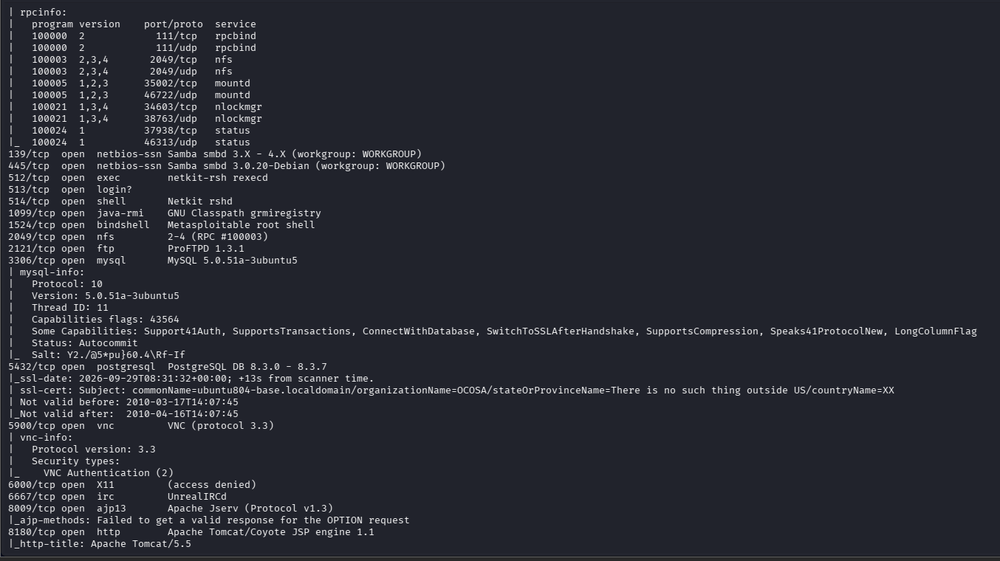 | rpcinfo:
|   program version    port/proto  service
|   100000  2            111/tcp  rpcbind
|   100000  2            111/udp  rpcbind
|   100003  2,3,4       2049/tcp  nfs
|   100003  2,3,4       2049/udp  nfs
|   100005  1,2,3      35002/tcp  mountd
|   100005  1,2,3      46722/udp  mountd
|   100021  1,3,4      34603/tcp  nlockmgr
|   100021  1,3,4      38763/udp  nlockmgr
|   100024  1          37938/tcp  status
|_  100024  1          46313/udp  status
139/tcp  open  netbios-ssn Samba smbd 3.X - 4.X (workgroup: WORKGROUP)
445/tcp  open  netbios-ssn Samba smbd 3.0.20-Debian (workgroup: WORKGROUP)
512/tcp  open  exec        netkit-rsh rexecd
513/tcp  open  login?
514/tcp  open  shell       Netkit rshd
1099/tcp open  java-rmi    GNU Classpath grmiregistry
1524/tcp open  bindshell   Metasploitable root shell
2049/tcp open  nfs         2-4 (RPC #100003)
2121/tcp open  ftp         ProFTPD 1.3.1
3306/tcp open  mysql       MySQL 5.0.51a-3ubuntu5
| mysql-info:
|   Protocol: 10
|   Version: 5.0.51a-3ubuntu5
|   Thread ID: 11
|   Capabilities flags: 43564
|   Some Capabilities: Support41Auth, SupportsTransactions, ConnectWithDatabase, SwitchToSSLAfterHandshake, SupportsCompression, Speaks41ProtocolNew, LongColumnFlag
|   Status: Autocommit
|_  Salt: Y2./@5*pu}60.4\Rf-If
5432/tcp open  postgresql  PostgreSQL DB 8.3.0 - 8.3.7
|_ssl-date: 2026-09-29T08:31:32+00:00; +13s from scanner time.
| ssl-cert: Subject: commonName=ubuntu804-base.localdomain/organizationName=OCOSA/stateOrProvinceName=There is no such thing outside US/countryName=XX
| Not valid before: 2010-03-17T14:07:45
|_Not valid after:  2010-04-16T14:07:45
5900/tcp open  vnc         VNC (protocol 3.3)
| vnc-info:
|   Protocol version: 3.3
|   Security types:
|_    VNC Authentication (2)
6000/tcp open  X11         (access denied)
6667/tcp open  irc         UnrealIRCd
8009/tcp open  ajp13       Apache Jserv (Protocol v1.3)
|_ajp-methods: Failed to get a valid response for the OPTION request
8180/tcp open  http        Apache Tomcat/Coyote JSP engine 1.1
|_http-title: Apache Tomcat/5.5